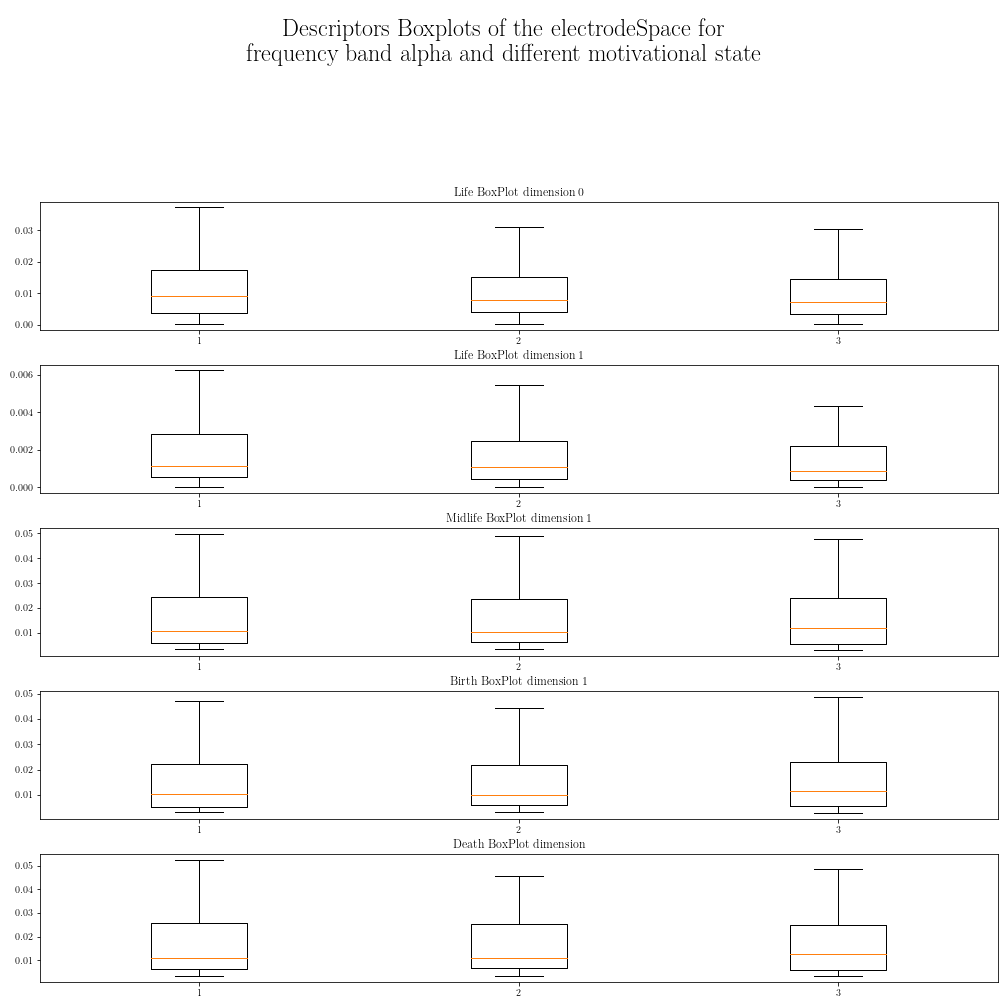 Descriptors Boxplots of the electrodeSpace for
frequency band alpha and different motivational state
Life BoxPlot dimension 0
0.03
0.02
0.01
0.00
1 2 3
Life BoxPlot dimension 1
0.006
0.004
0.002
0.000
1 2 3
Midlife BoxPlot dimension 1
0.05
0.04
0.03
0.02
0.01
1 2 3
Birth BoxPlot dimension 1
0.05
0.04
0.03
0.02
0.01
1 2 3
Death BoxPlot dimension
0.05
0.04
0.03
0.02
0.01
1 2 3